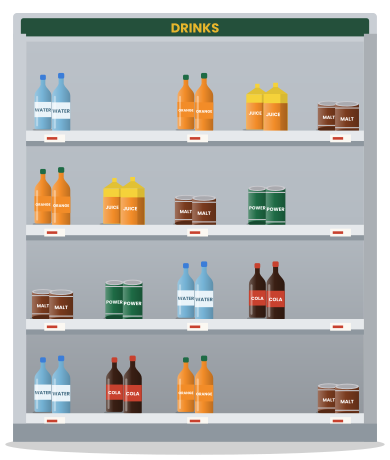 DRINKS
WATER WATER ORANGE ORANGE JUICE JUICE MALT MALT
ORANGE ORANGE JUICE JUICE MALT MALT POWER POWER
MALT MALT POWER POWER WATER WATER COLA COLA
WATER WATER COLA COLA ORANGE ORANGE MALT MALT